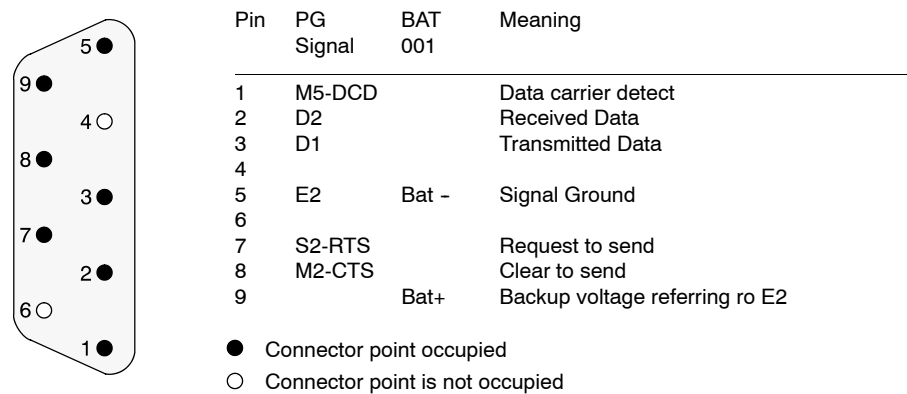 Pin PG BAT Meaning
Signal 001
1 M5-DCD Data carrier detect
2 D2 Received Data
3 D1 Transmitted Data
4
5 E2 Bat - Signal Ground
6
7 S2-RTS Request to send
8 M2-CTS Clear to send
9 Bat+ Backup voltage referring ro E2
5
9
4
8
3
7
2
6
1
Connector point occupied
Connector point is not occupied